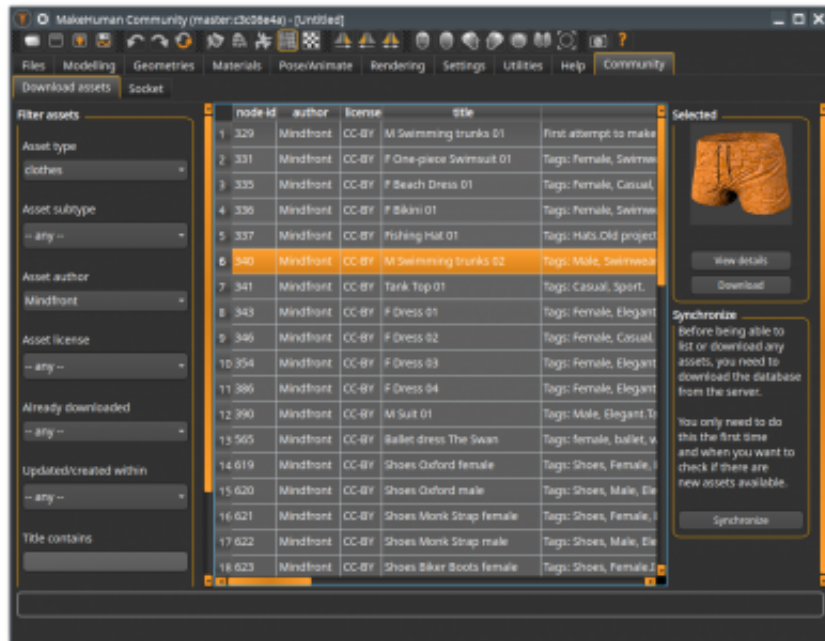 MakeHuman Community (master:c3c06e4a) - [Untitled]
Files Modelling Geometries Materials Pose/Animate Rendering Settings Utilities Help Community
Download assets Socket
Filter assets
Asset type
clothes
Asset subtype
-- any --
Asset author
Mindfront
Asset license
-- any --
Already downloaded
-- any --
Updated/created within
-- any --
Title contains
node-id author license title
1 329 Mindfront CC-BY M Swimming trunks 01 First attempt to make
2 331 Mindfront CC-BY F One-piece Swimsuit 01 Tags: Female, Swimwe
3 335 Mindfront CC-BY F Beach Dress 01 Tags: Female, Casual,
4 336 Mindfront CC-BY F Bikini 01 Tags: Female, Swimwe
5 337 Mindfront CC-BY Fishing Hat 01 Tags: Hats.Old project
6 340 Mindfront CC-BY M Swimming trunks 02 Tags: Male, Swimwear
7 341 Mindfront CC-BY Tank Top 01 Tags: Casual, Sport.
8 343 Mindfront CC-BY F Dress 01 Tags: Female, Elegant
9 346 Mindfront CC-BY F Dress 02 Tags: Female, Casual
10 354 Mindfront CC-BY F Dress 03 Tags: Female, Elegant
11 386 Mindfront CC-BY F Dress 04 Tags: Female, Elegant
12 390 Mindfront CC-BY M Suit 01 Tags: Male, Elegant.T
13 565 Mindfront CC-BY Ballet dress The Swan Tags: female, ballet, w
14 619 Mindfront CC-BY Shoes Oxford female Tags: Shoes, Female,
15 620 Mindfront CC-BY Shoes Oxford male Tags: Shoes, Male, Ele
16 621 Mindfront CC-BY Shoes Monk Strap female Tags: Shoes, Female,
17 622 Mindfront CC-BY Shoes Monk Strap male Tags: Shoes, Male, Ele
18 623 Mindfront CC-BY Shoes Biker Boots female Tags: Shoes, Female.
Selected
View details
Download
Synchronize
Before being able to
list or download any
assets, you need to
download the database
from the server.
You only need to do
this the first time
and when you want to
check if there are
new assets available.
Synchronize